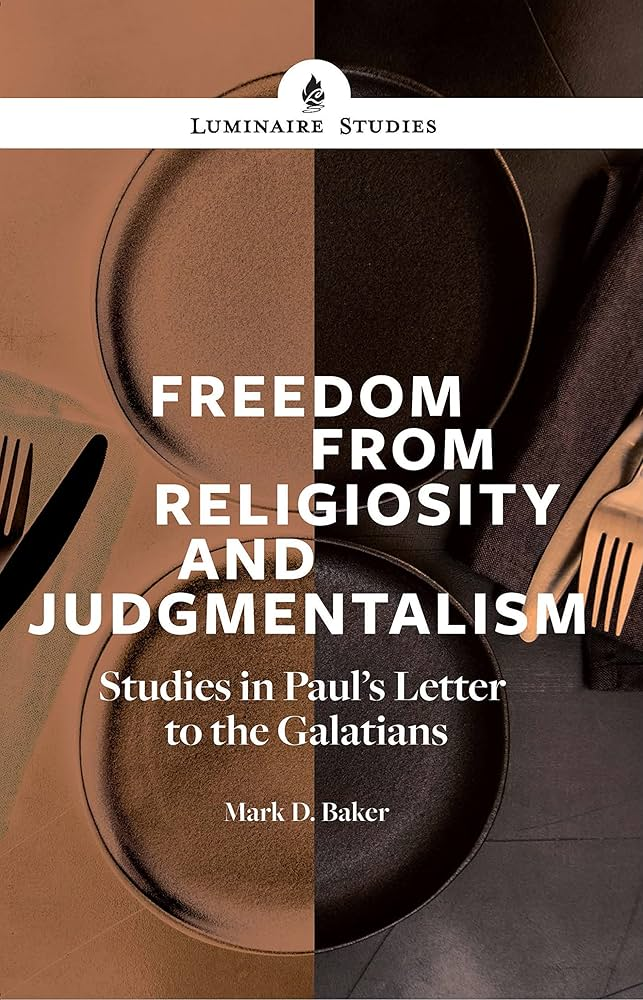 LUMINAIRE STUDIES
FREEDOM
FROM
RELIGIOSITY
AND
JUDGMENTALISM
Studies in Paul's Letter
to the Galatians
Mark D. Baker